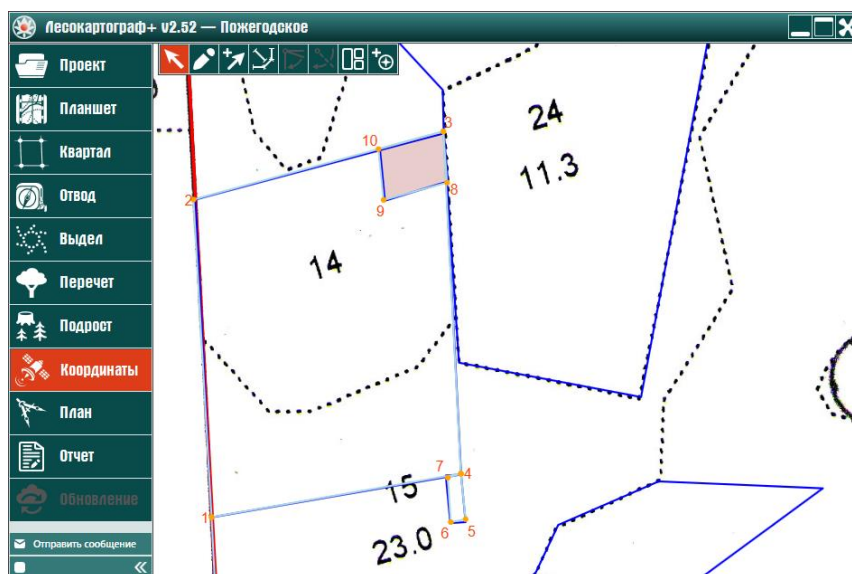 Лесокартограф+ v2.52 — Пожегодское
Проект
Планшет
Квартал
Отвод
Выдел
Перечет
Подрост
Координаты
План
Отчет
Обновление
Отправить сообщение
24
11.3
3
10
8
2
9
14
7
4
15
1
6
5
23.0